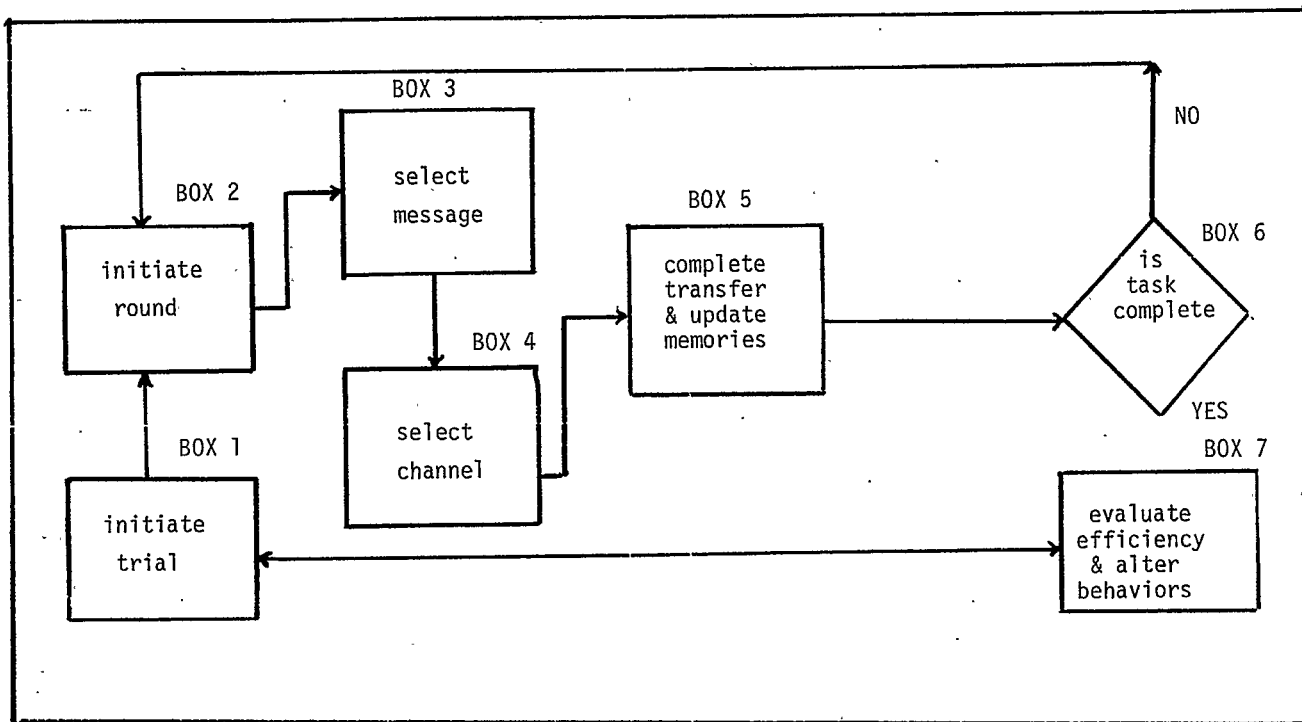 BOX 3
NO
select
message
BOX 2
initiate
round
BOX 5
complete
transfer
& update
memories
BOX 6
is
task
complete
BOX 4
select
channel
YES
BOX 1
initiate
trial
BOX 7
evaluate
efficiency
& alter
behaviors